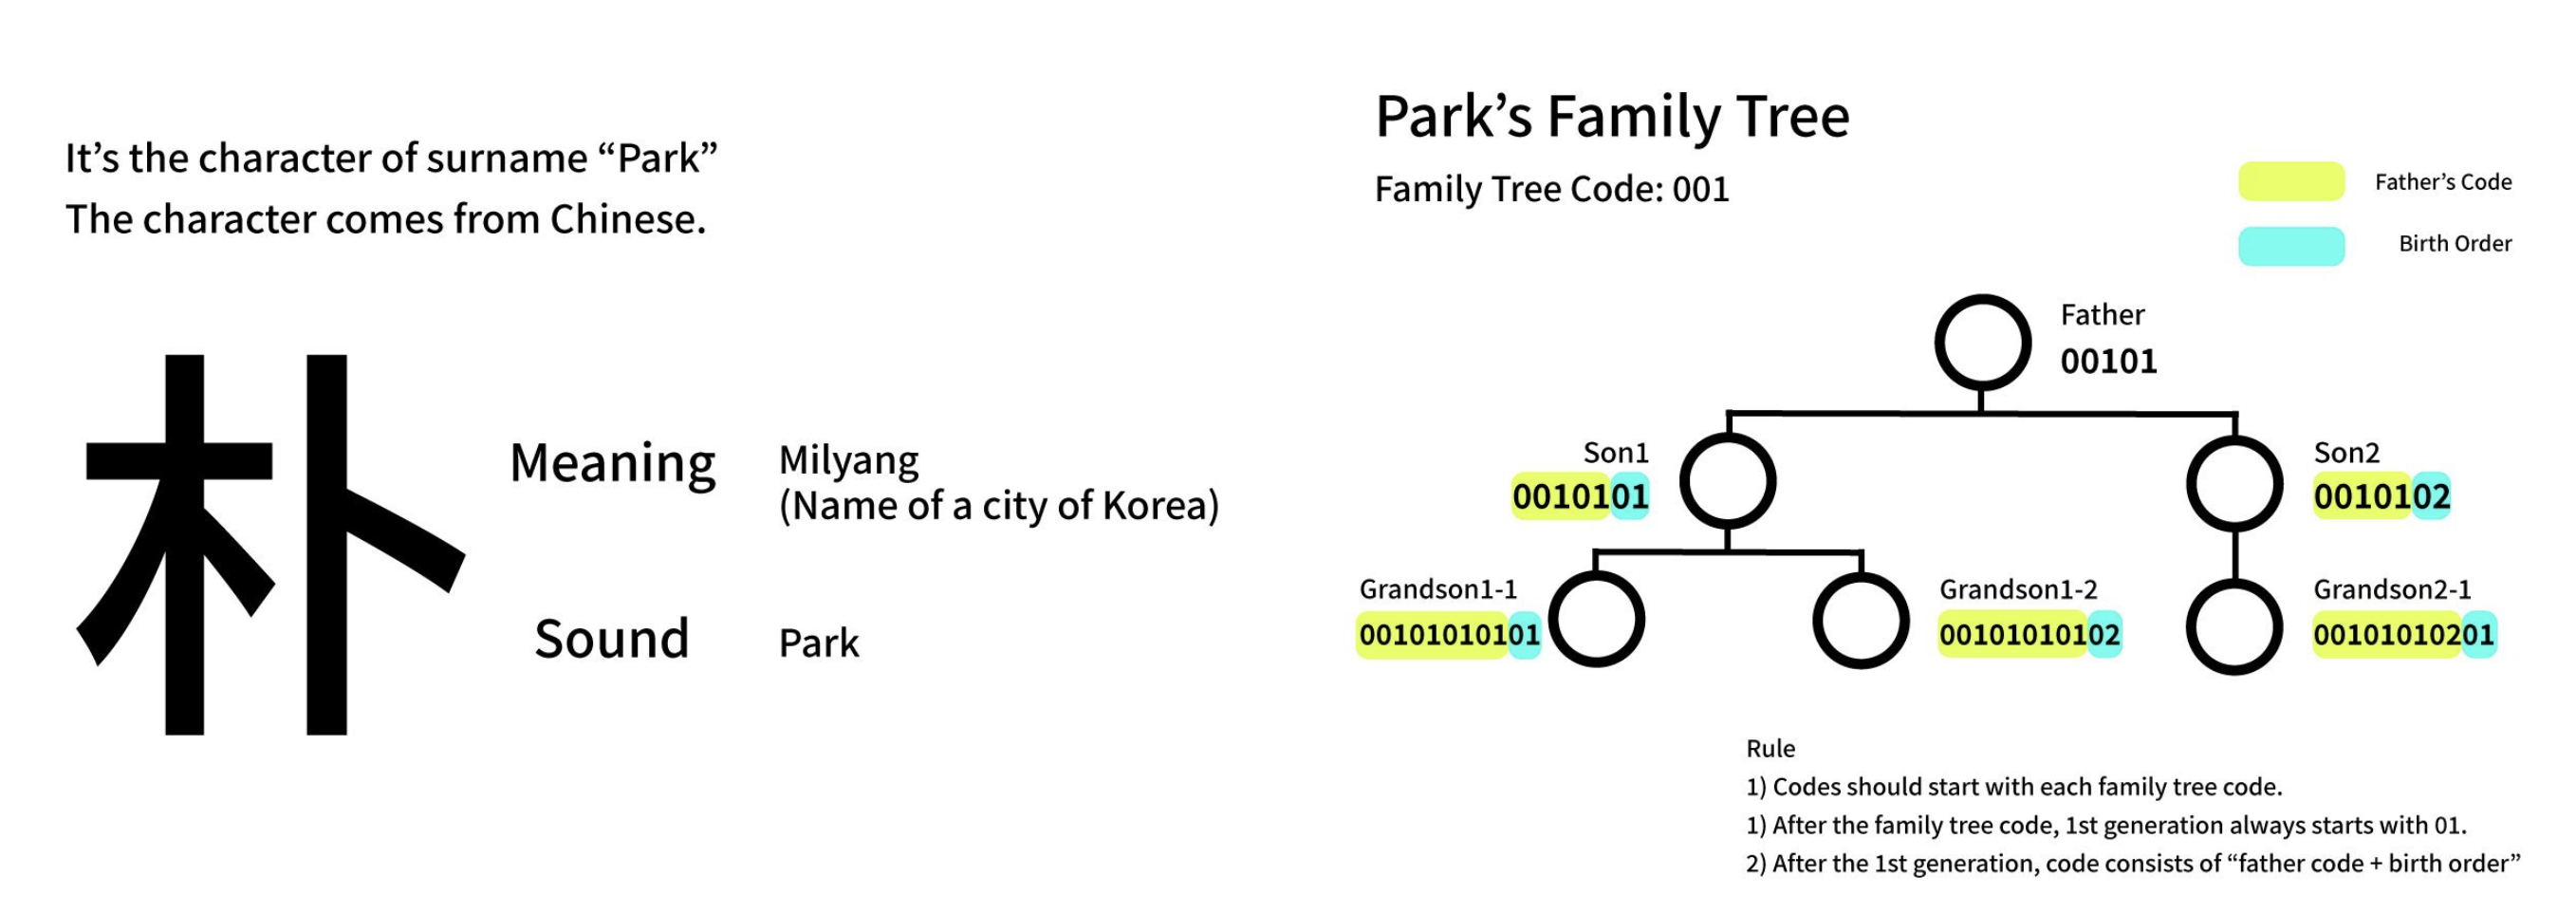 It’s the character of surname “Park”
The character comes from Chinese.
朴
Meaning
Milyang
(Name of a city of Korea)
Sound
Park
Park’s Family Tree
Family Tree Code: 001
Father’s Code
Birth Order
Father
00101
Son1
0010101
Son2
0010102
Grandson1-1
00101010101
Grandson1-2
00101010102
Grandson2-1
00101010201
Rule
1) Codes should start with each family tree code.
1) After the family tree code, 1st generation always starts with 01.
2) After the 1st generation, code consists of “father code + birth order”